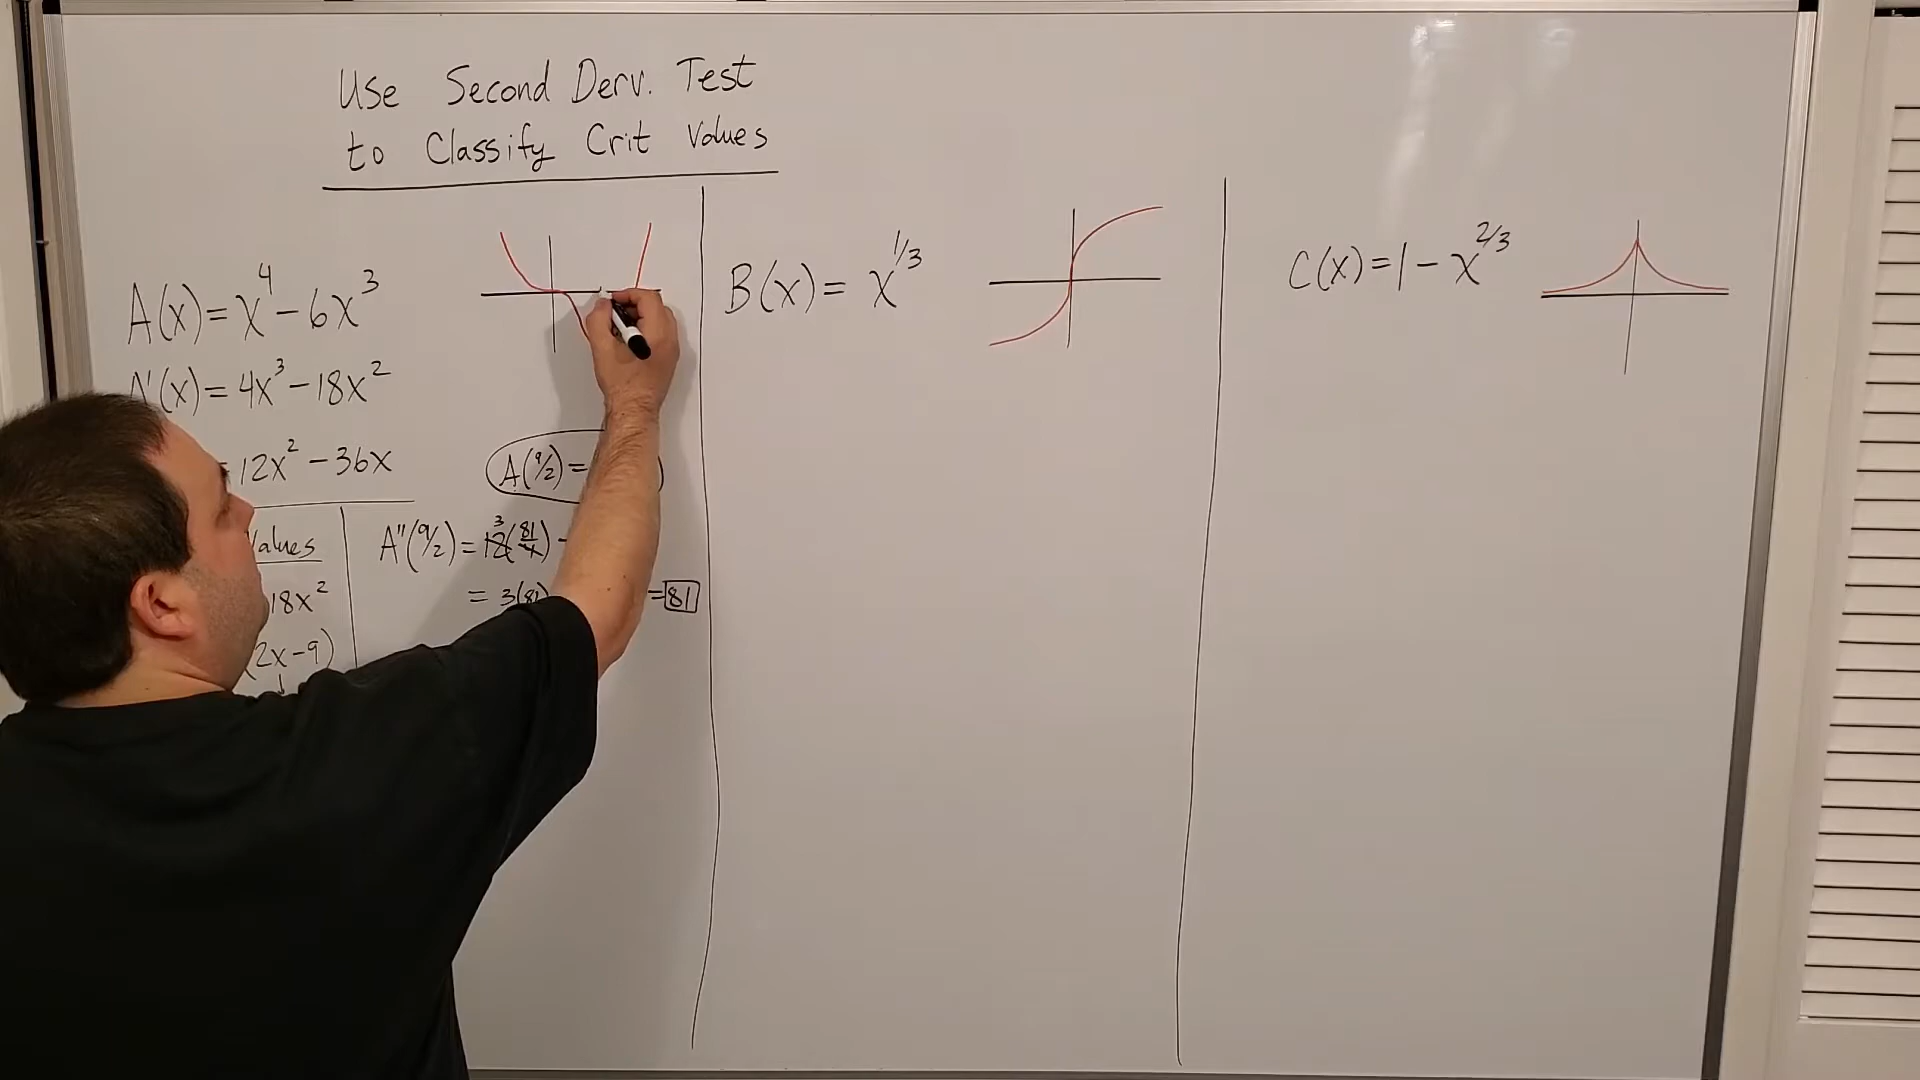 Use Second Derv. Test
to Classify Crit Values
A(x) = x⁴ - 6x³
A'(x) = 4x³ - 18x²
= 12x² - 36x
Values
18x²
(2x-9)
↓
A(9/2) =
A''(9/2) = 12 3 (81/4) -
= 3(81) = 81
B(x) = x^1/3
C(x) = 1 - x^2/3